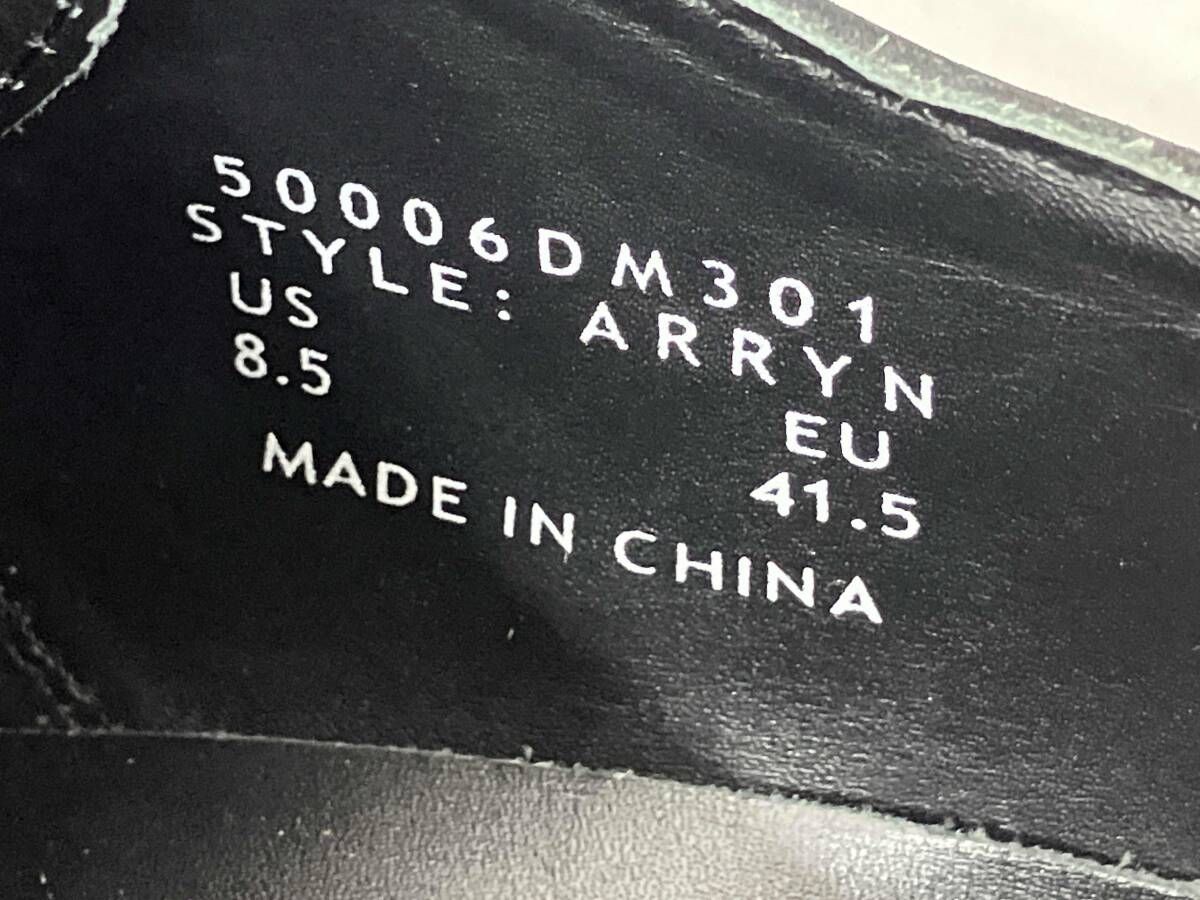 50006DM301
STYLE: ARRYN
US EU
8.5 41.5
MADE IN CHINA